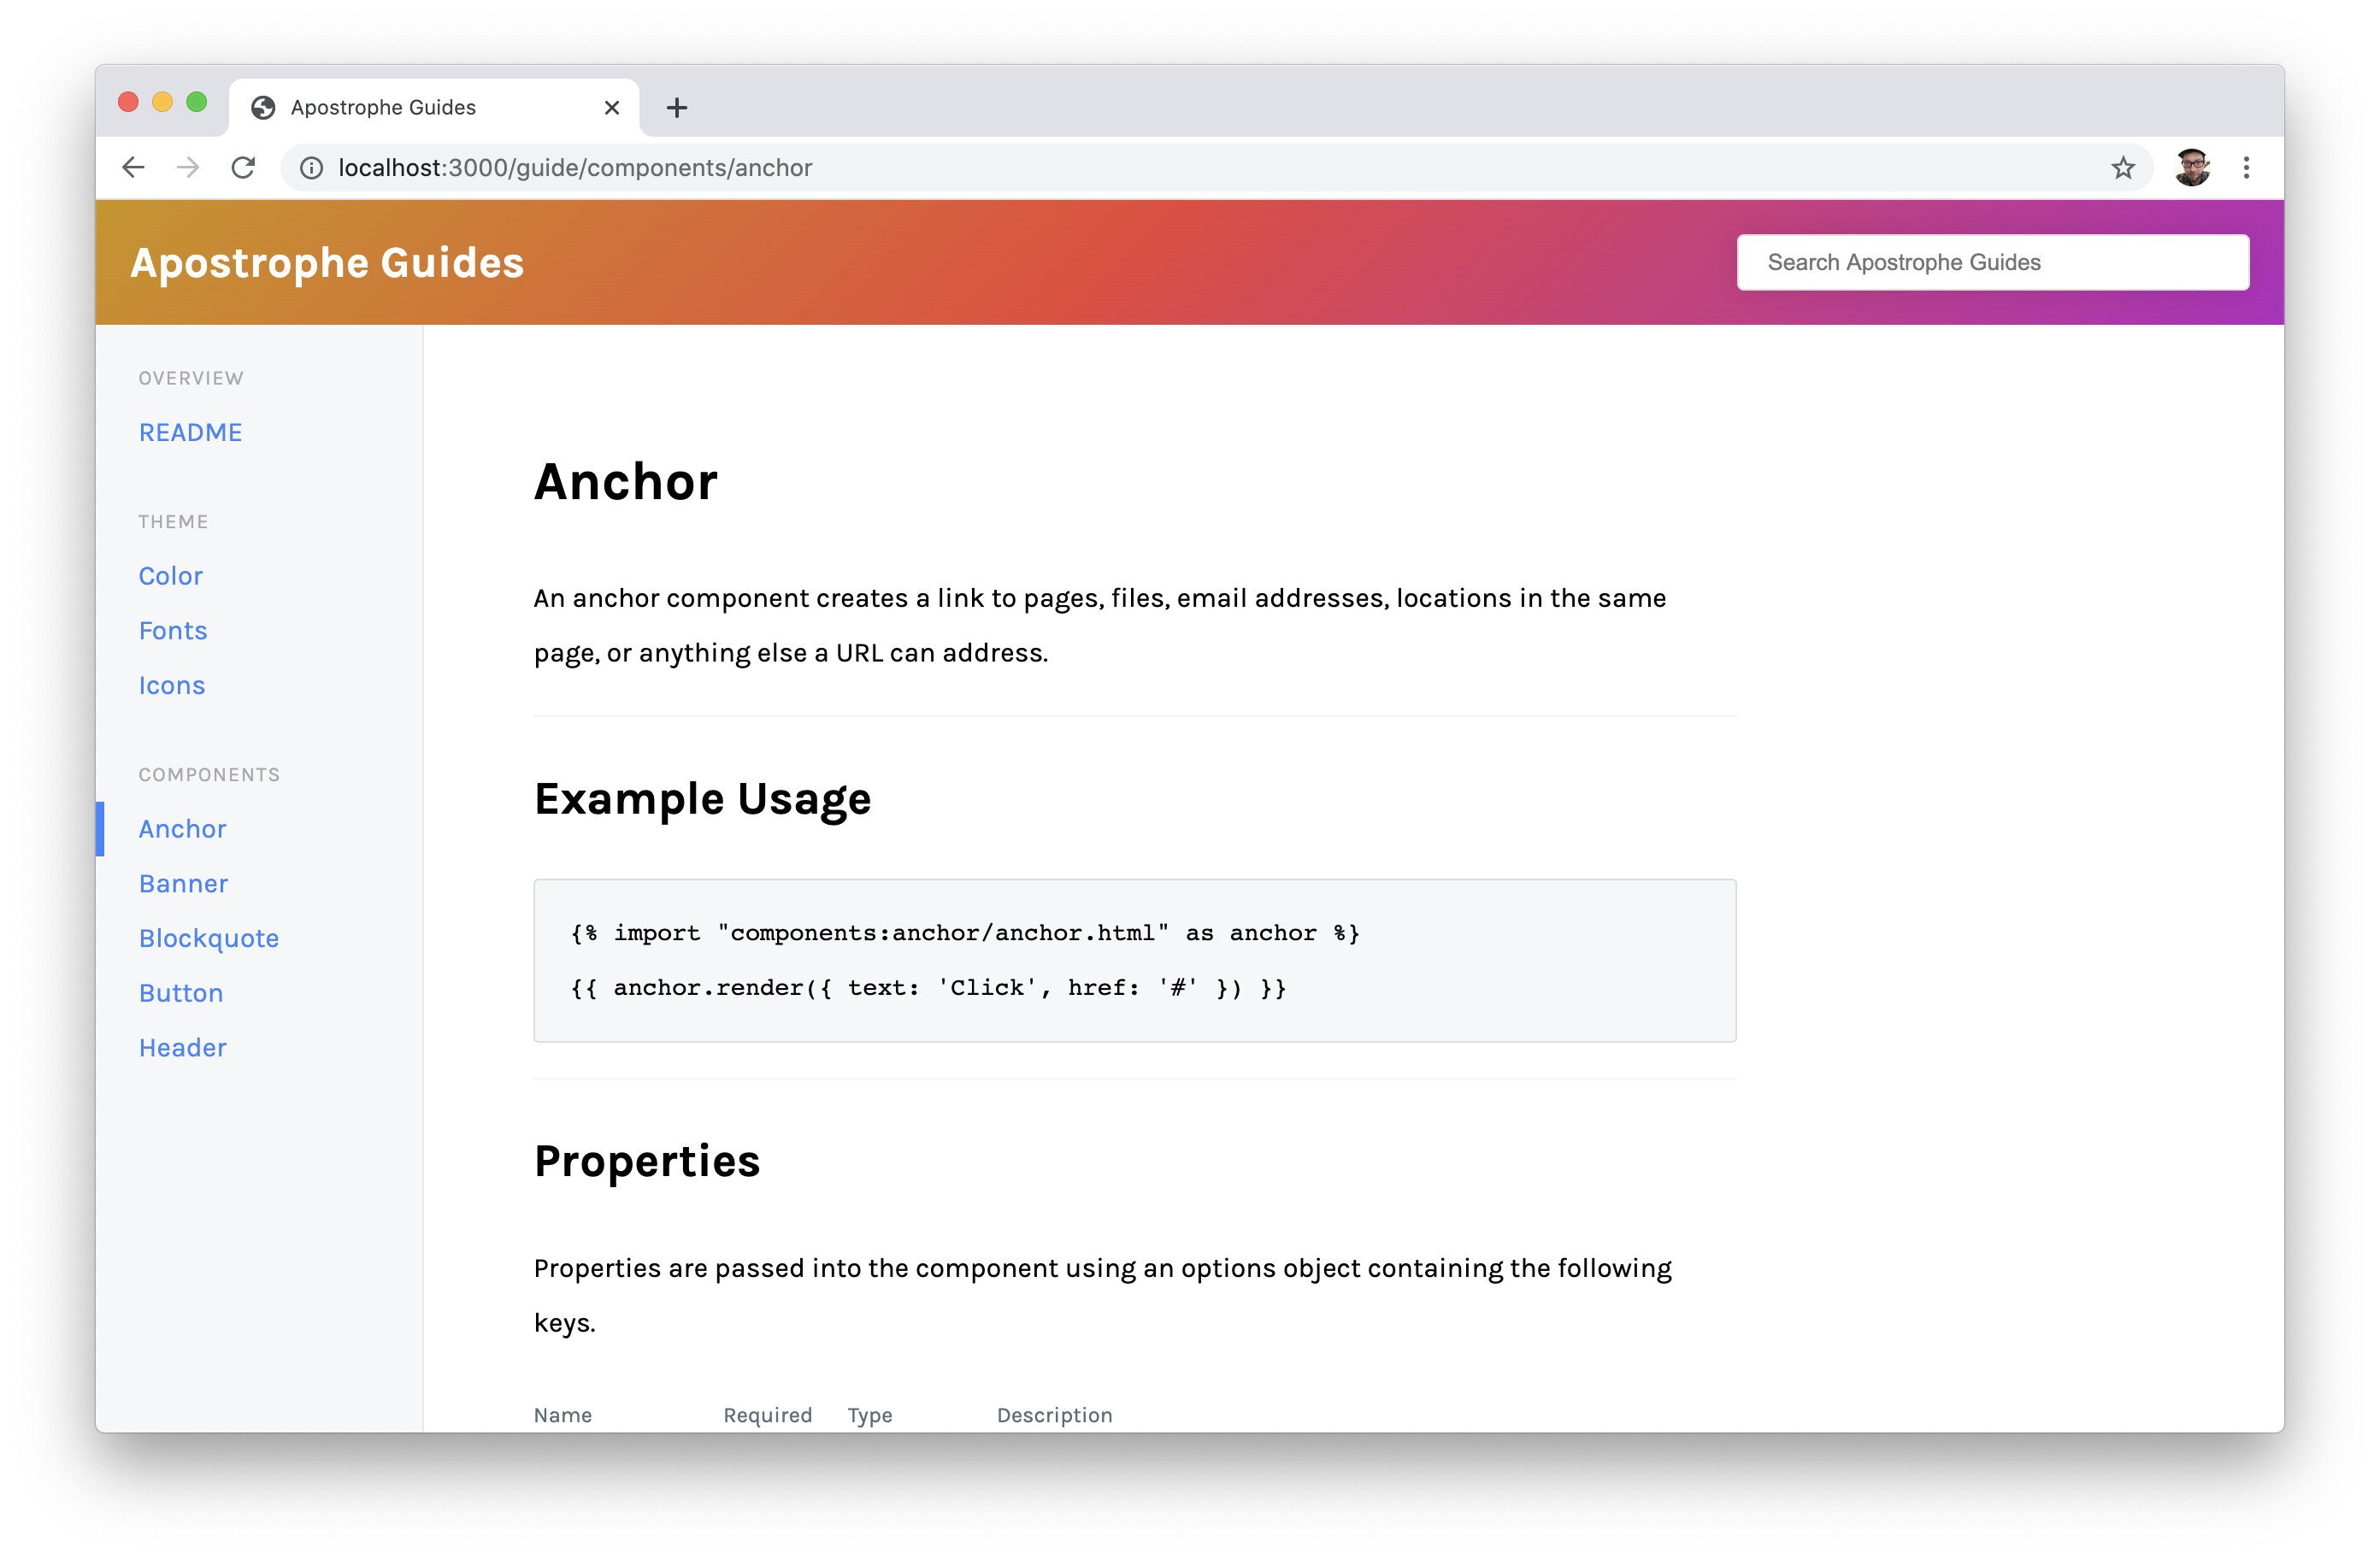 Apostrophe Guides
localhost:3000/guide/components/anchor
Apostrophe Guides
Search Apostrophe Guides
OVERVIEW
README
THEME
Color
Fonts
Icons
COMPONENTS
Anchor
Banner
Blockquote
Button
Header
Anchor
An anchor component creates a link to pages, files, email addresses, locations in the same
page, or anything else a URL can address.
Example Usage
{% import "components:anchor/anchor.html" as anchor %}
{{ anchor.render({ text: 'Click', href: '#' }) }}
Properties
Properties are passed into the component using an options object containing the following
keys.
Name Required Type Description